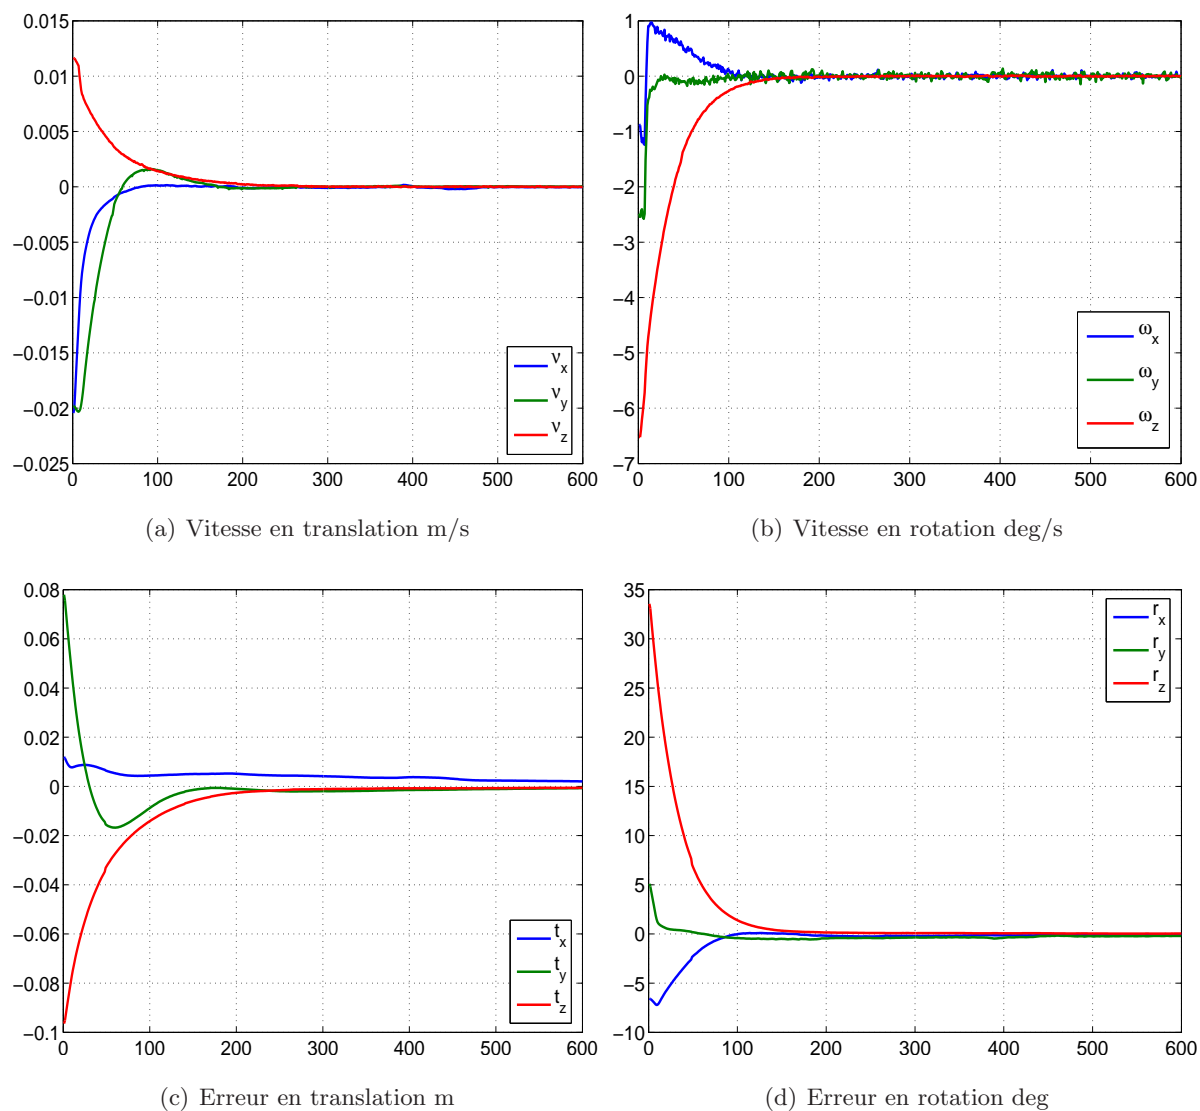 0.015
0.01
0.005
0
−0.005
−0.01
−0.015
−0.02
−0.025
0 100 200 300 400 500 600
ν_x
ν_y
ν_z
(a) Vitesse en translation m/s
1
0
−1
−2
−3
−4
−5
−6
−7
0 100 200 300 400 500 600
ω_x
ω_y
ω_z
(b) Vitesse en rotation deg/s
0.08
0.06
0.04
0.02
0
−0.02
−0.04
−0.06
−0.08
−0.1
0 100 200 300 400 500 600
t_x
t_y
t_z
(c) Erreur en translation m
35
30
25
20
15
10
5
0
−5
−10
0 100 200 300 400 500 600
r_x
r_y
r_z
(d) Erreur en rotation deg